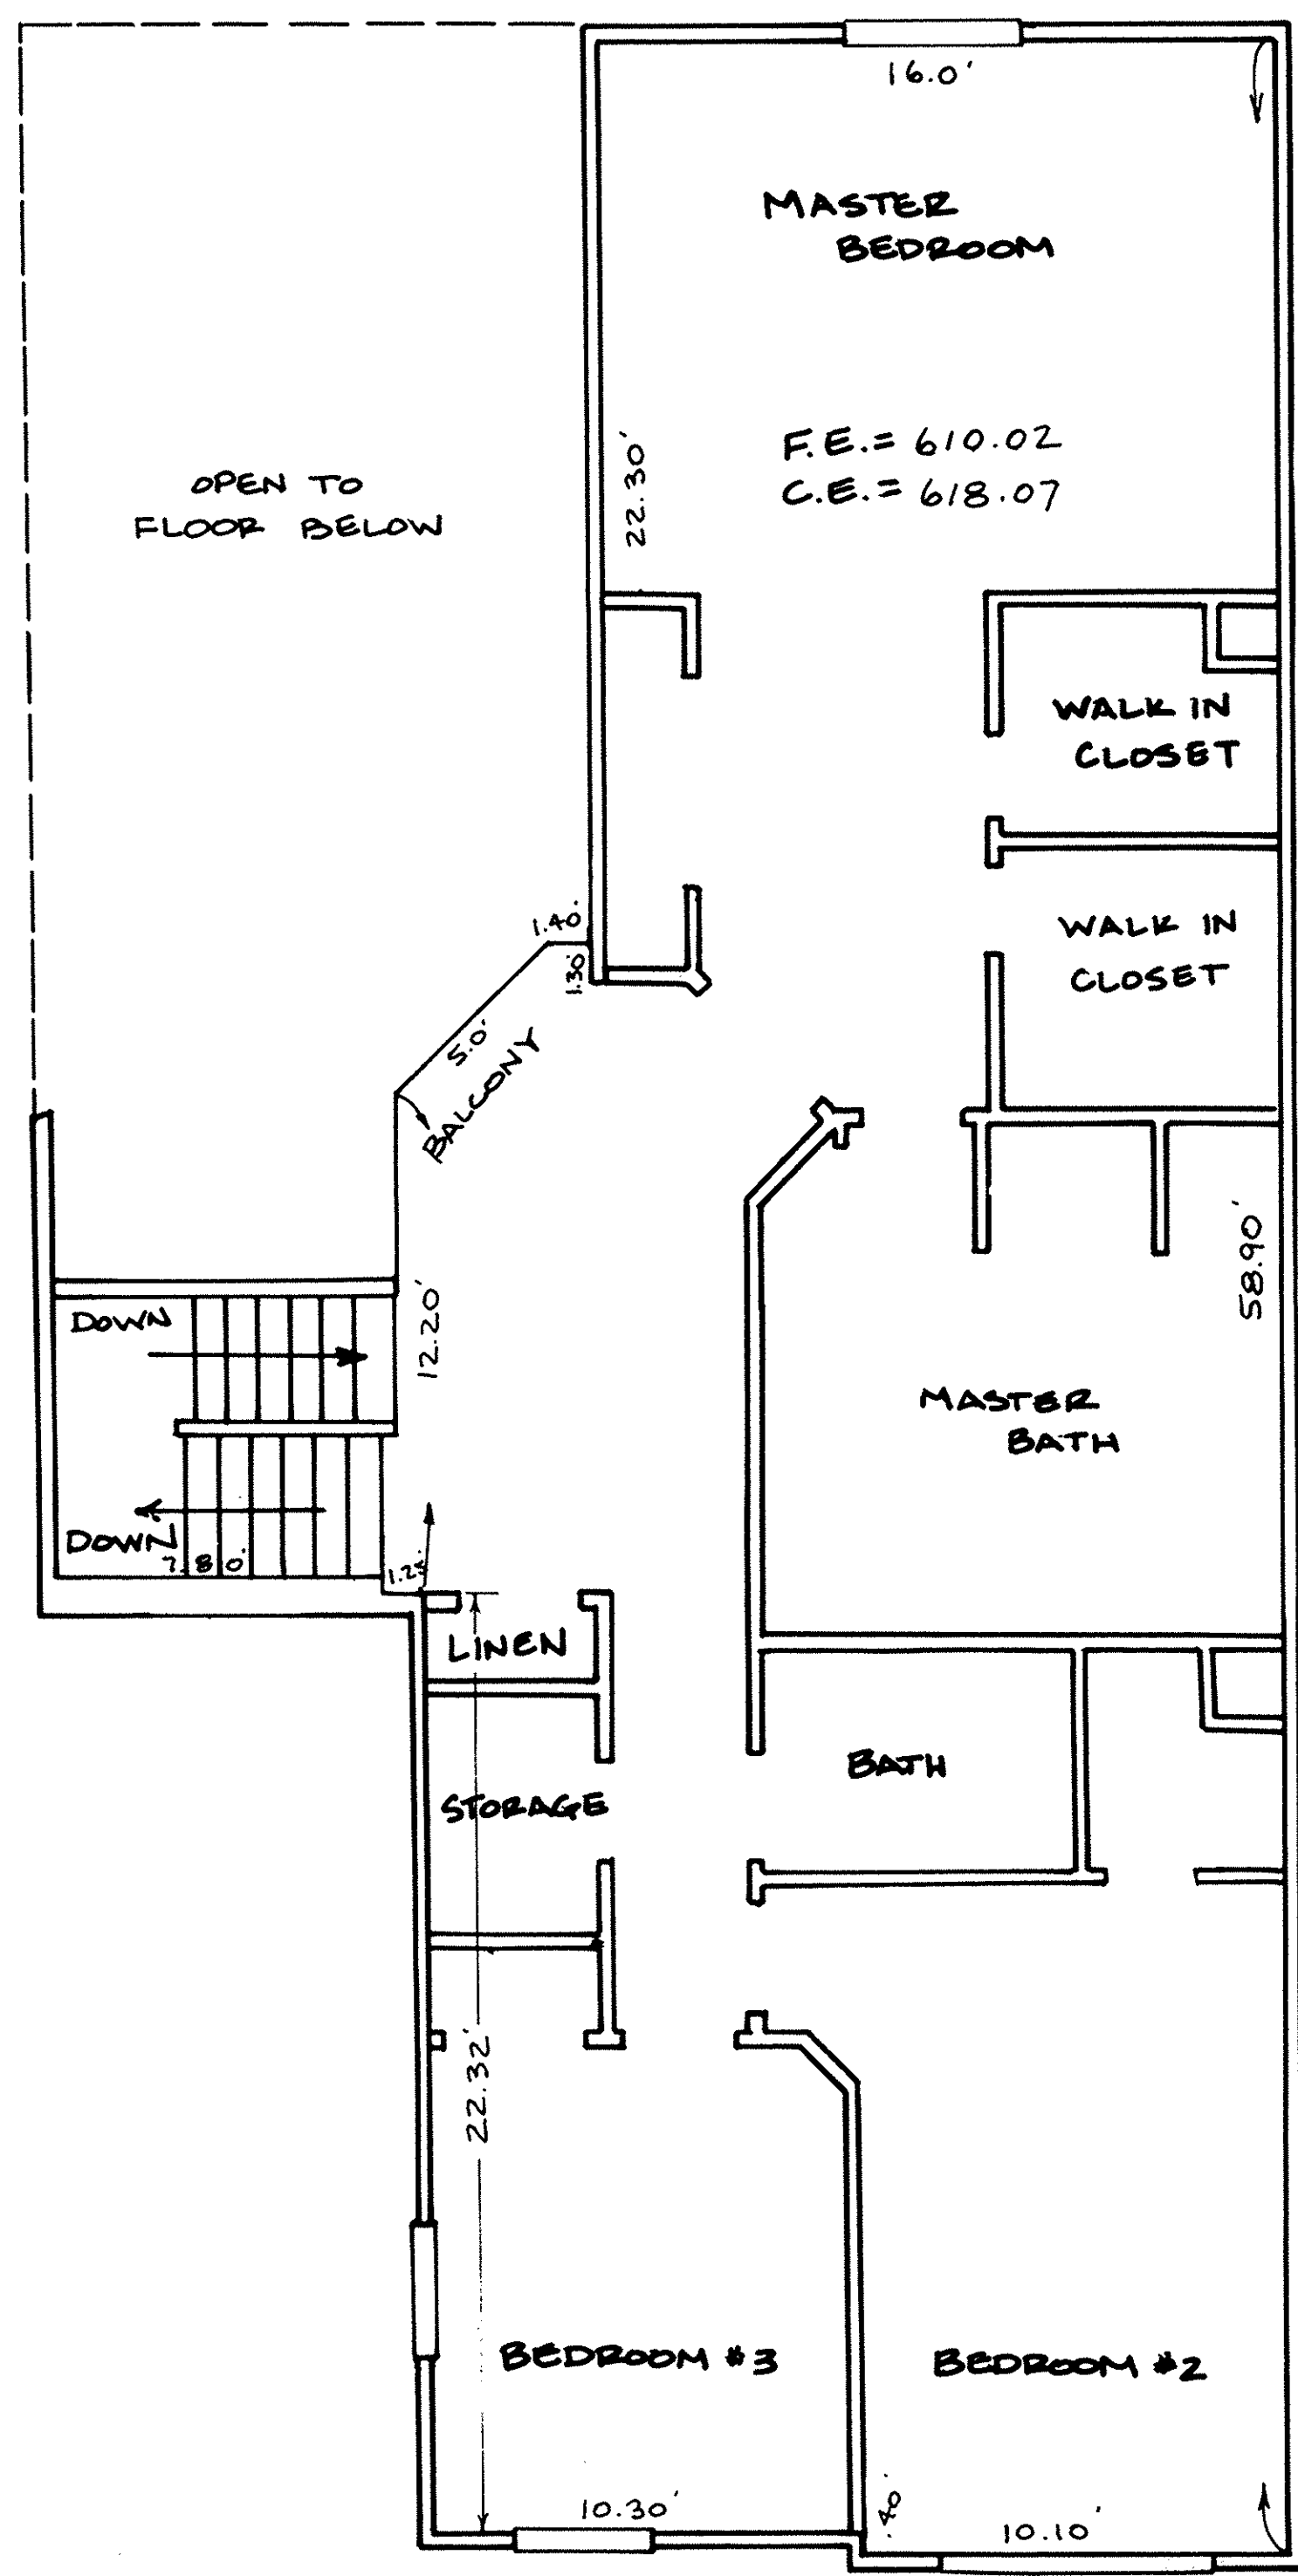 16.0'
MASTER
BEDROOM
F.E.= 610.02
C.E.= 618.07
22.30'
OPEN TO
FLOOR BELOW
WALK IN
CLOSET
WALK IN
CLOSET
1.40'
1.30'
5.0'
BALCONY
58.90'
12.20'
DOWN
MASTER
BATH
DOWN
7.80'
1.25'
LINEN
STORAGE
BATH
22.32'
BEDROOM #3
BEDROOM #2
10.30'
.40'
10.10'